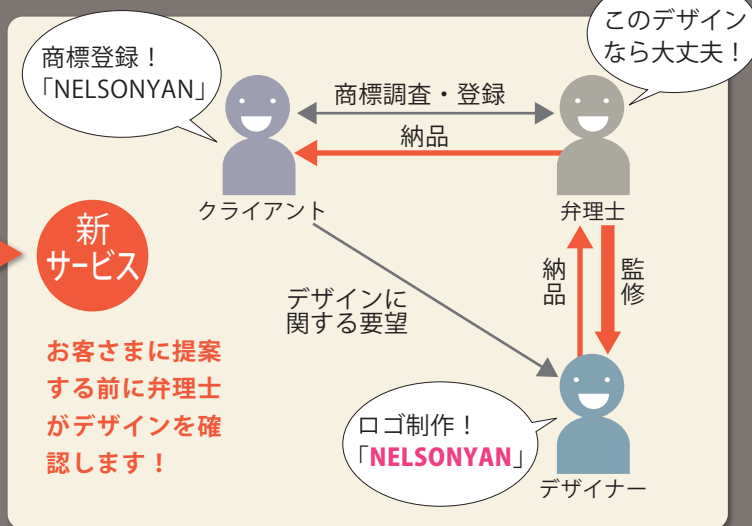 このデザイン
なら大丈夫！
商標登録！
「NELSONYAN」
商標調査・登録
納品
クライアント
弁理士
新
サービス
デザインに
関する要望
納品
監修
お客さまに提案
する前に弁理士
がデザインを確
認します！
ロゴ制作！
「NELSONYAN」
デザイナー